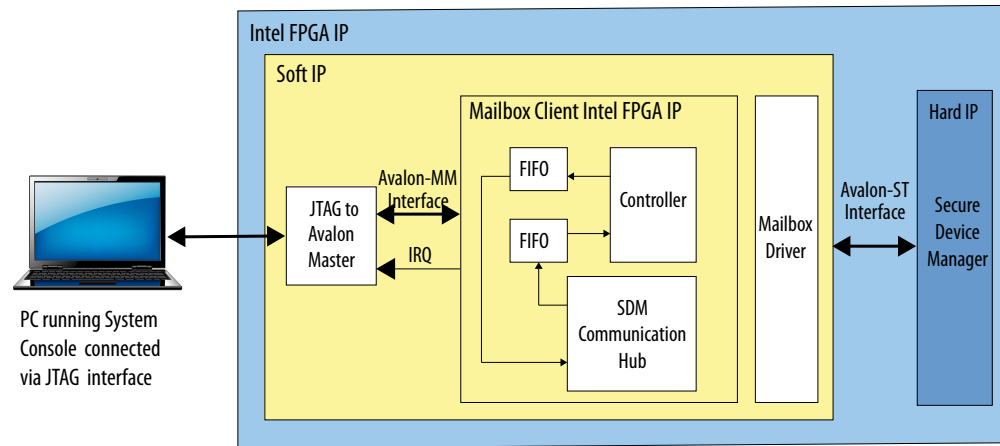 Intel FPGA IP
Soft IP
Mailbox Client Intel FPGA IP
Hard IP
FIFO
Controller
FIFO
SDM
Communication
Hub
Avalon-MM
Interface
JTAG to
Avalon
Master
IRQ
Mailbox
Driver
Avalon-ST
Interface
Secure
Device
Manager
PC running System
Console connected
via JTAG interface